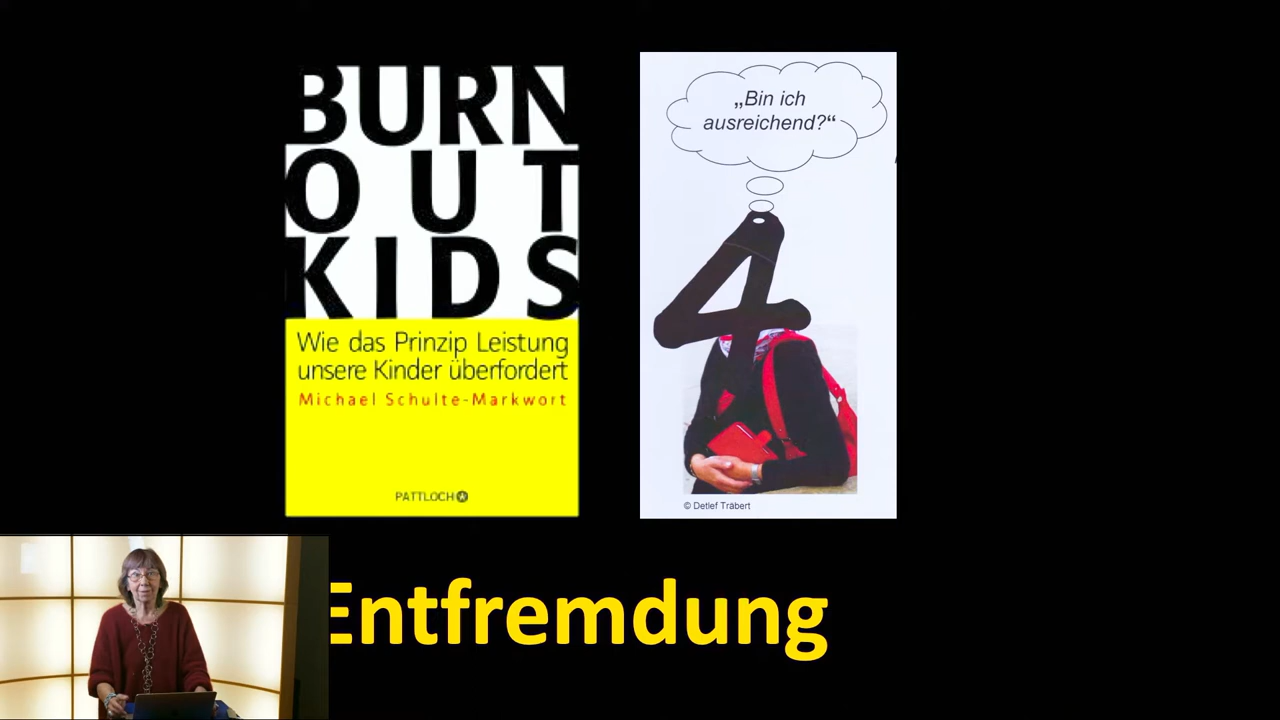 BURN
OUT
KIDS
Wie das Prinzip Leistung
unsere Kinder überfordert
Michael Schulte-Markwort
PATTLOCH
„Bin ich
ausreichend?“
4
© Detlef Träbert
Entfremdung